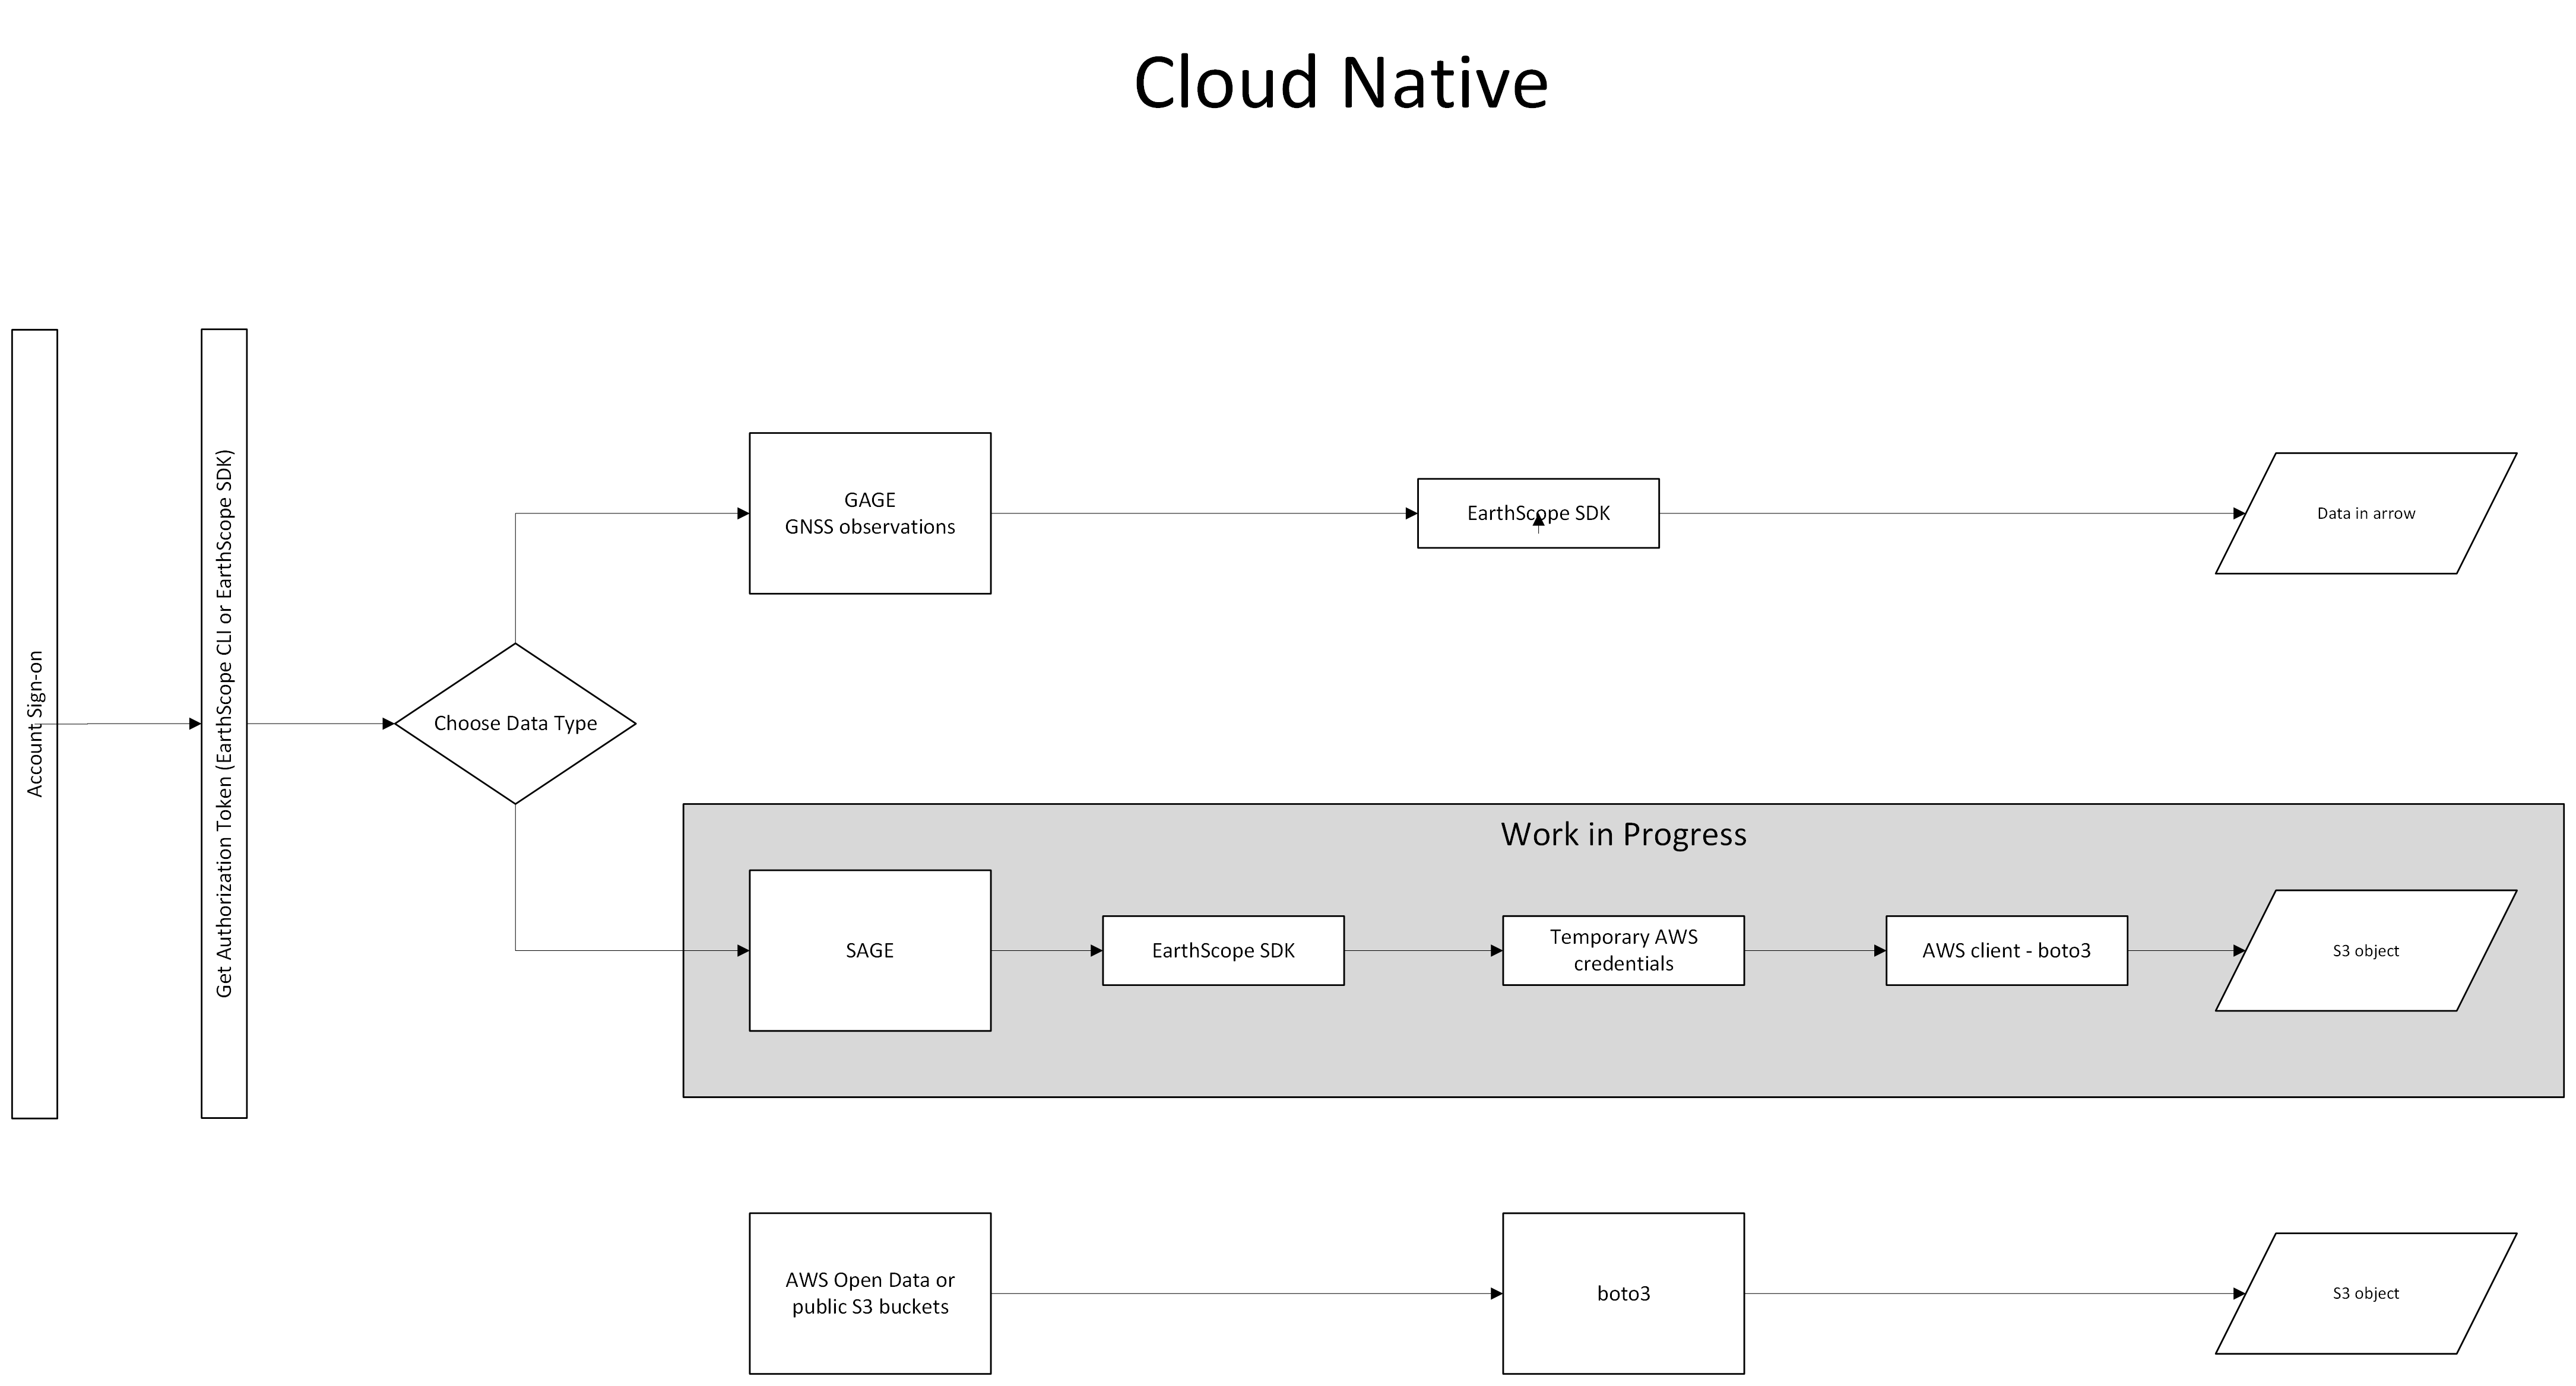 Cloud Native
Account Sign-on
Get Authorization Token (EarthScope CLI or EarthScope SDK)
Choose Data Type
GAGE
GNSS observations
EarthScope SDK
Data in arrow
Work in Progress
SAGE
EarthScope SDK
Temporary AWS
credentials
AWS client - boto3
S3 object
AWS Open Data or
public S3 buckets
boto3
S3 object